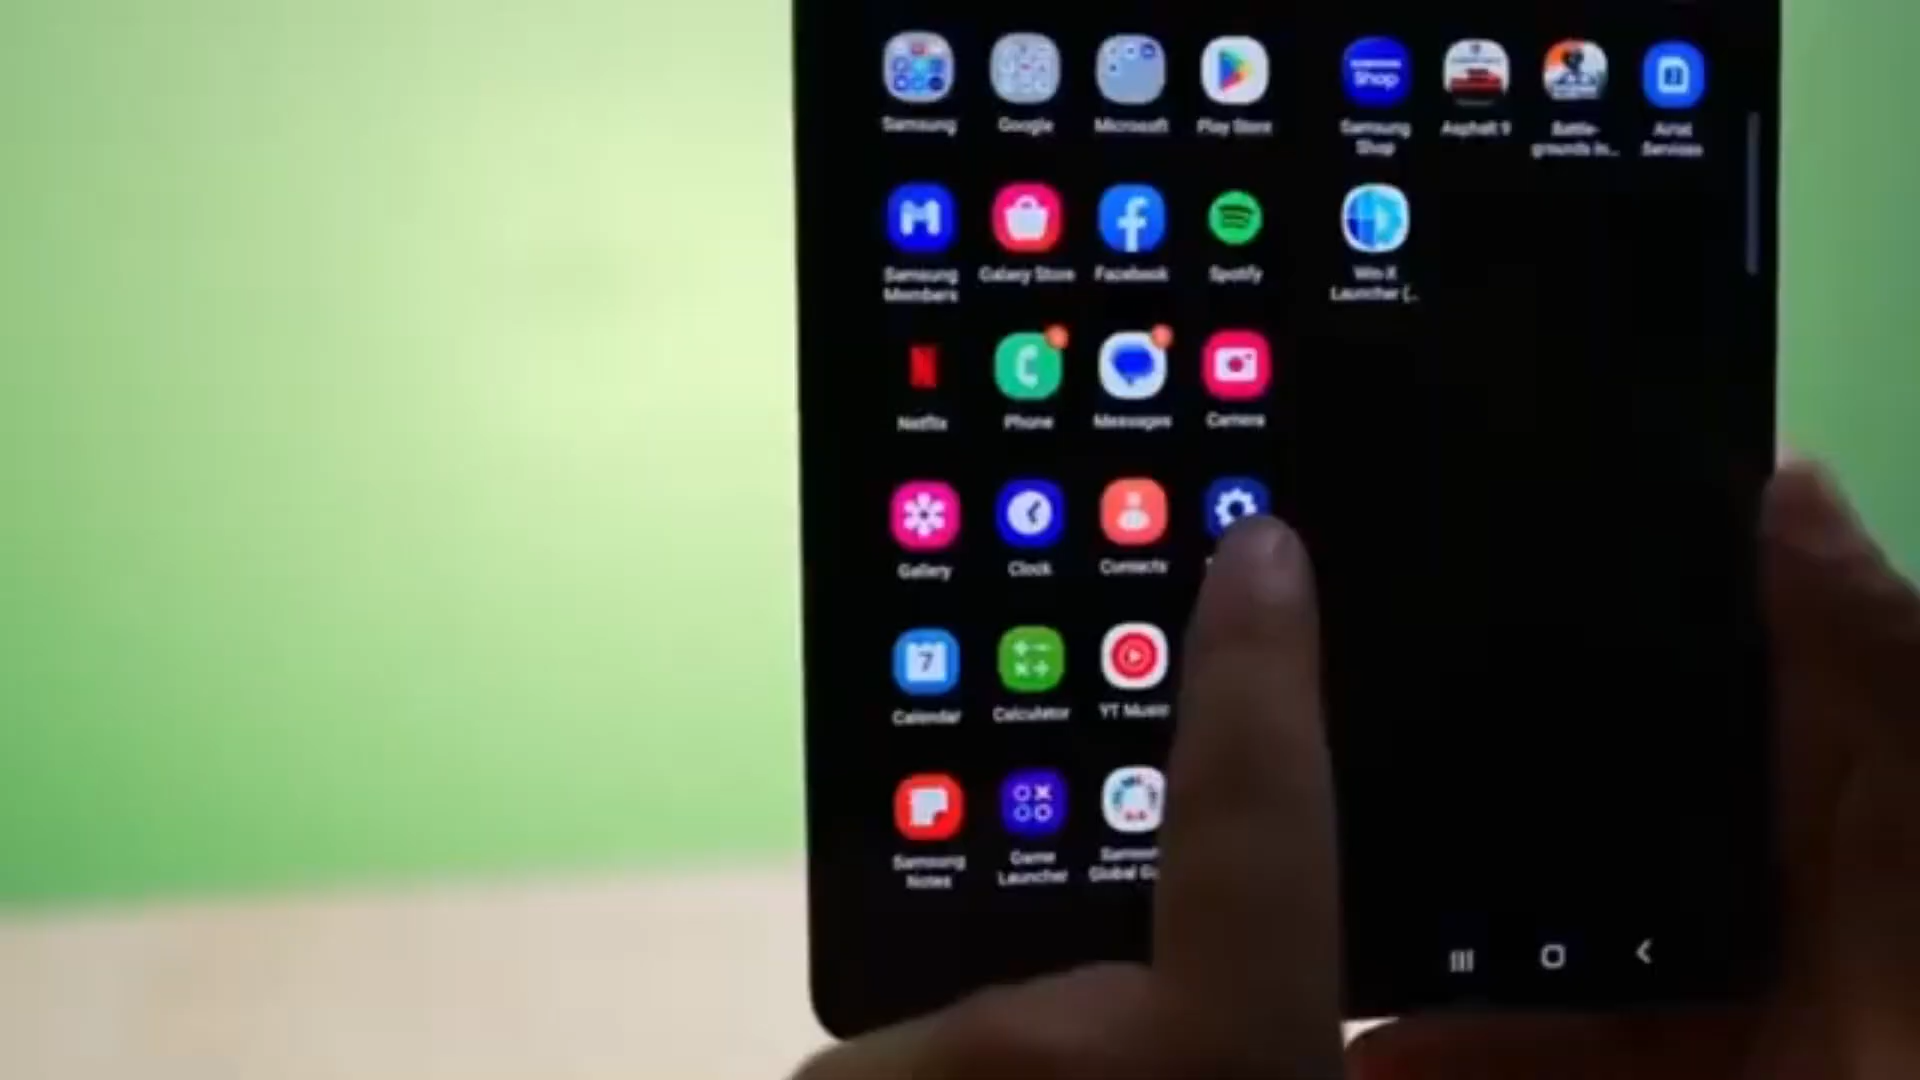 Samsung
Google
Microsoft
Play Store
Shop
Samsung
Shop
Asphalt 9
Battle-
grounds In...
Airtel
Services
Samsung
Members
Galaxy Store
Facebook
Spotify
Win-X
Launcher (..
N
Netflix
Phone
Messages
Camera
Gallery
Clock
Contacts
7
Calendar
Calculator
YT Music
Samsung
Notes
Game
Launcher
Global